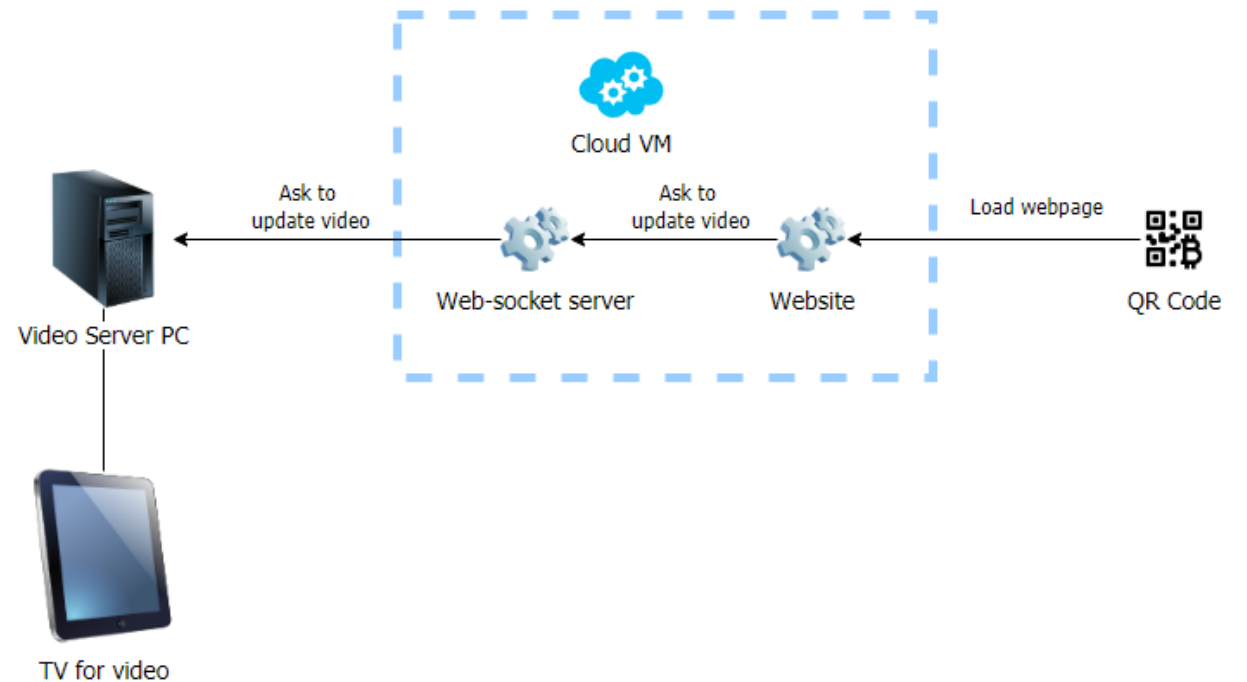 Cloud VM
Ask to
update video
Ask to
update video
Load webpage
Web-socket server
Website
QR Code
Video Server PC
TV for video